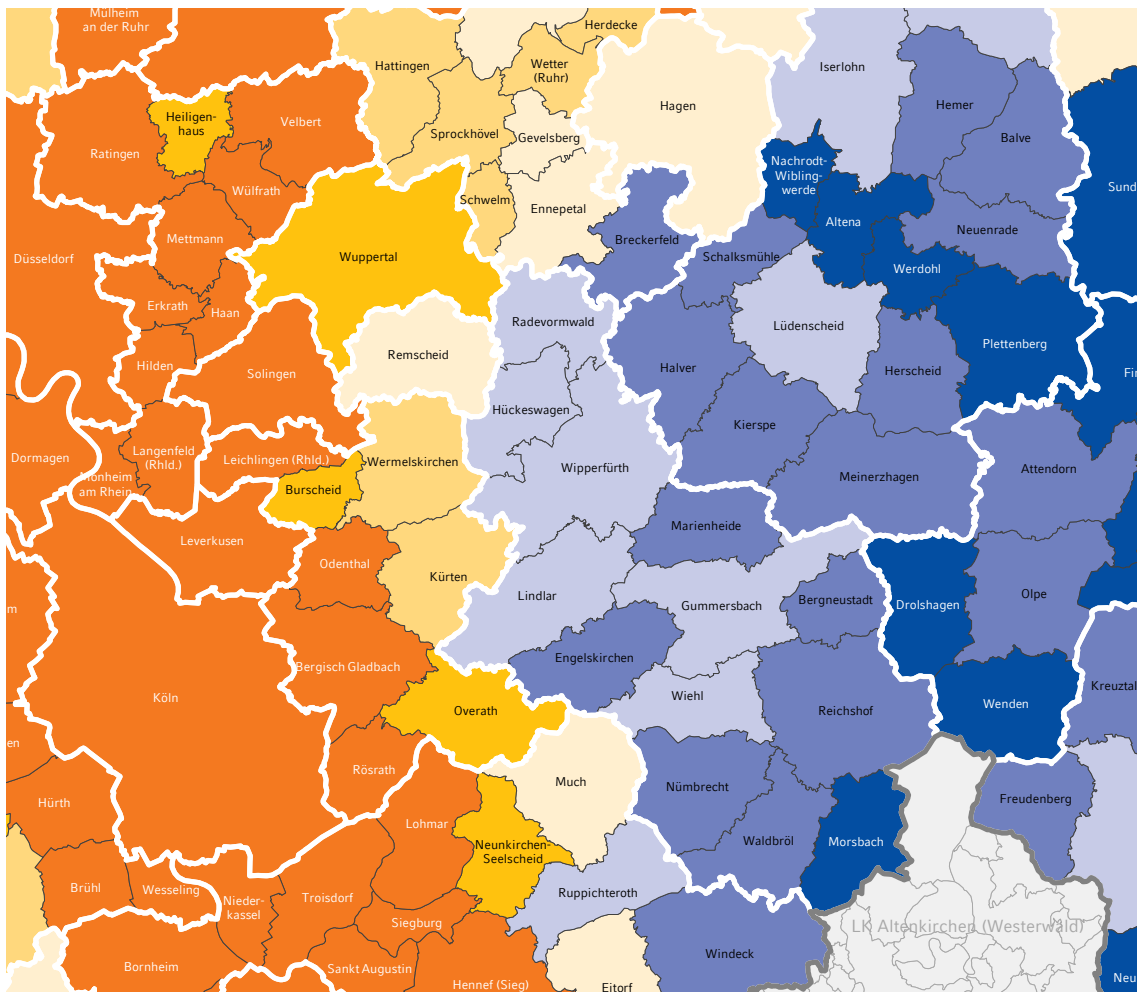 Mülheim
an der Ruhr
Herdecke
Hattingen
Wetter
(Ruhr)
Iserlohn
Hagen
Hemer
Heiligen-
haus
Velbert
Sprockhövel
Gevelsberg
Balve
Ratingen
Nachrodt-
Wibling-
werde
Sund
Wülfrath
Schwelm
Ennepetal
Altena
Mettmann
Breckerfeld
Neuenrade
Düsseldorf
Wuppertal
Schalksmühle
Werdohl
Erkrath
Haan
Radevormwald
Lüdenscheid
Plettenberg
Remscheid
Hilden
Solingen
Halver
Herscheid
Fin
Hückeswagen
Kierspe
Dormagen
Langenfeld
(Rhld.)
Leichlingen (Rhld.)
Wermelskirchen
Wipperfürth
Attendorn
Monheim
am Rhein
Burscheid
Meinerzhagen
Marienheide
Leverkusen
Odenthal
Kürten
Lindlar
Gummersbach
Bergneustadt
Drolshagen
Olpe
m
Engelskirchen
Bergisch Gladbach
Köln
Wiehl
Kreuztal
Overath
Reichshof
Wenden
en
Rösrath
Much
Nümbrecht
Hürth
Freudenberg
Lohmar
Neunkirchen-
Seelscheid
Waldbröl
Morsbach
Brühl
Wesseling
Ruppichteroth
Nieder-
kassel
Troisdorf
Siegburg
LK Altenkirchen (Westerwald)
Windeck
Bornheim
Sankt Augustin
Hennef (Sieg)
Eitorf
Neu